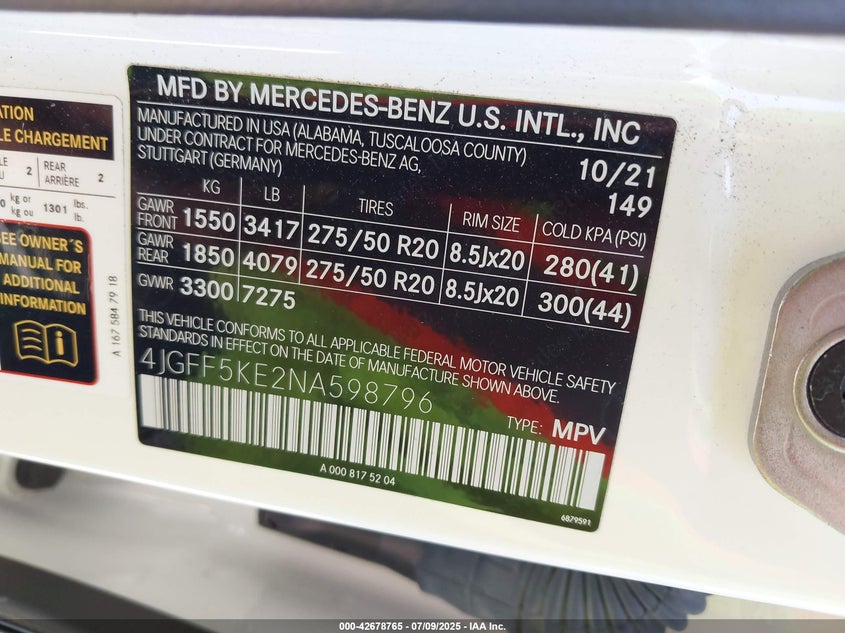 ATION
LE CHARGEMENT
LE 2 REAR ARRIÈRE 2
0 kg or kg ou 1301 lbs. lb.
SEE OWNER'S
MANUAL FOR
ADDITIONAL
INFORMATION
A 167 584 79 18
MFD BY MERCEDES-BENZ U.S. INTL., INC
MANUFACTURED IN USA (ALABAMA, TUSCALOOSA COUNTY)
UNDER CONTRACT FOR MERCEDES-BENZ AG,
STUTTGART (GERMANY)
10/21
149
KG LB TIRES RIM SIZE COLD KPA(PSI)
GAWR FRONT 1550 3417 275/50 R20 8.5Jx20 280(41)
GAWR REAR 1850 4079 275/50 R20 8.5Jx20 300(44)
GVWR 3300 7275
THIS VEHICLE CONFORMS TO ALL APPLICABLE FEDERAL MOTOR VEHICLE SAFETY
STANDARDS IN EFFECT ON THE DATE OF MANUFACTURE SHOWN ABOVE.
4JGFF5KE2NA598796
TYPE: MPV
A 000 817 52 04
6879591
000-42678765 - 07/09/2025 - IAA Inc.